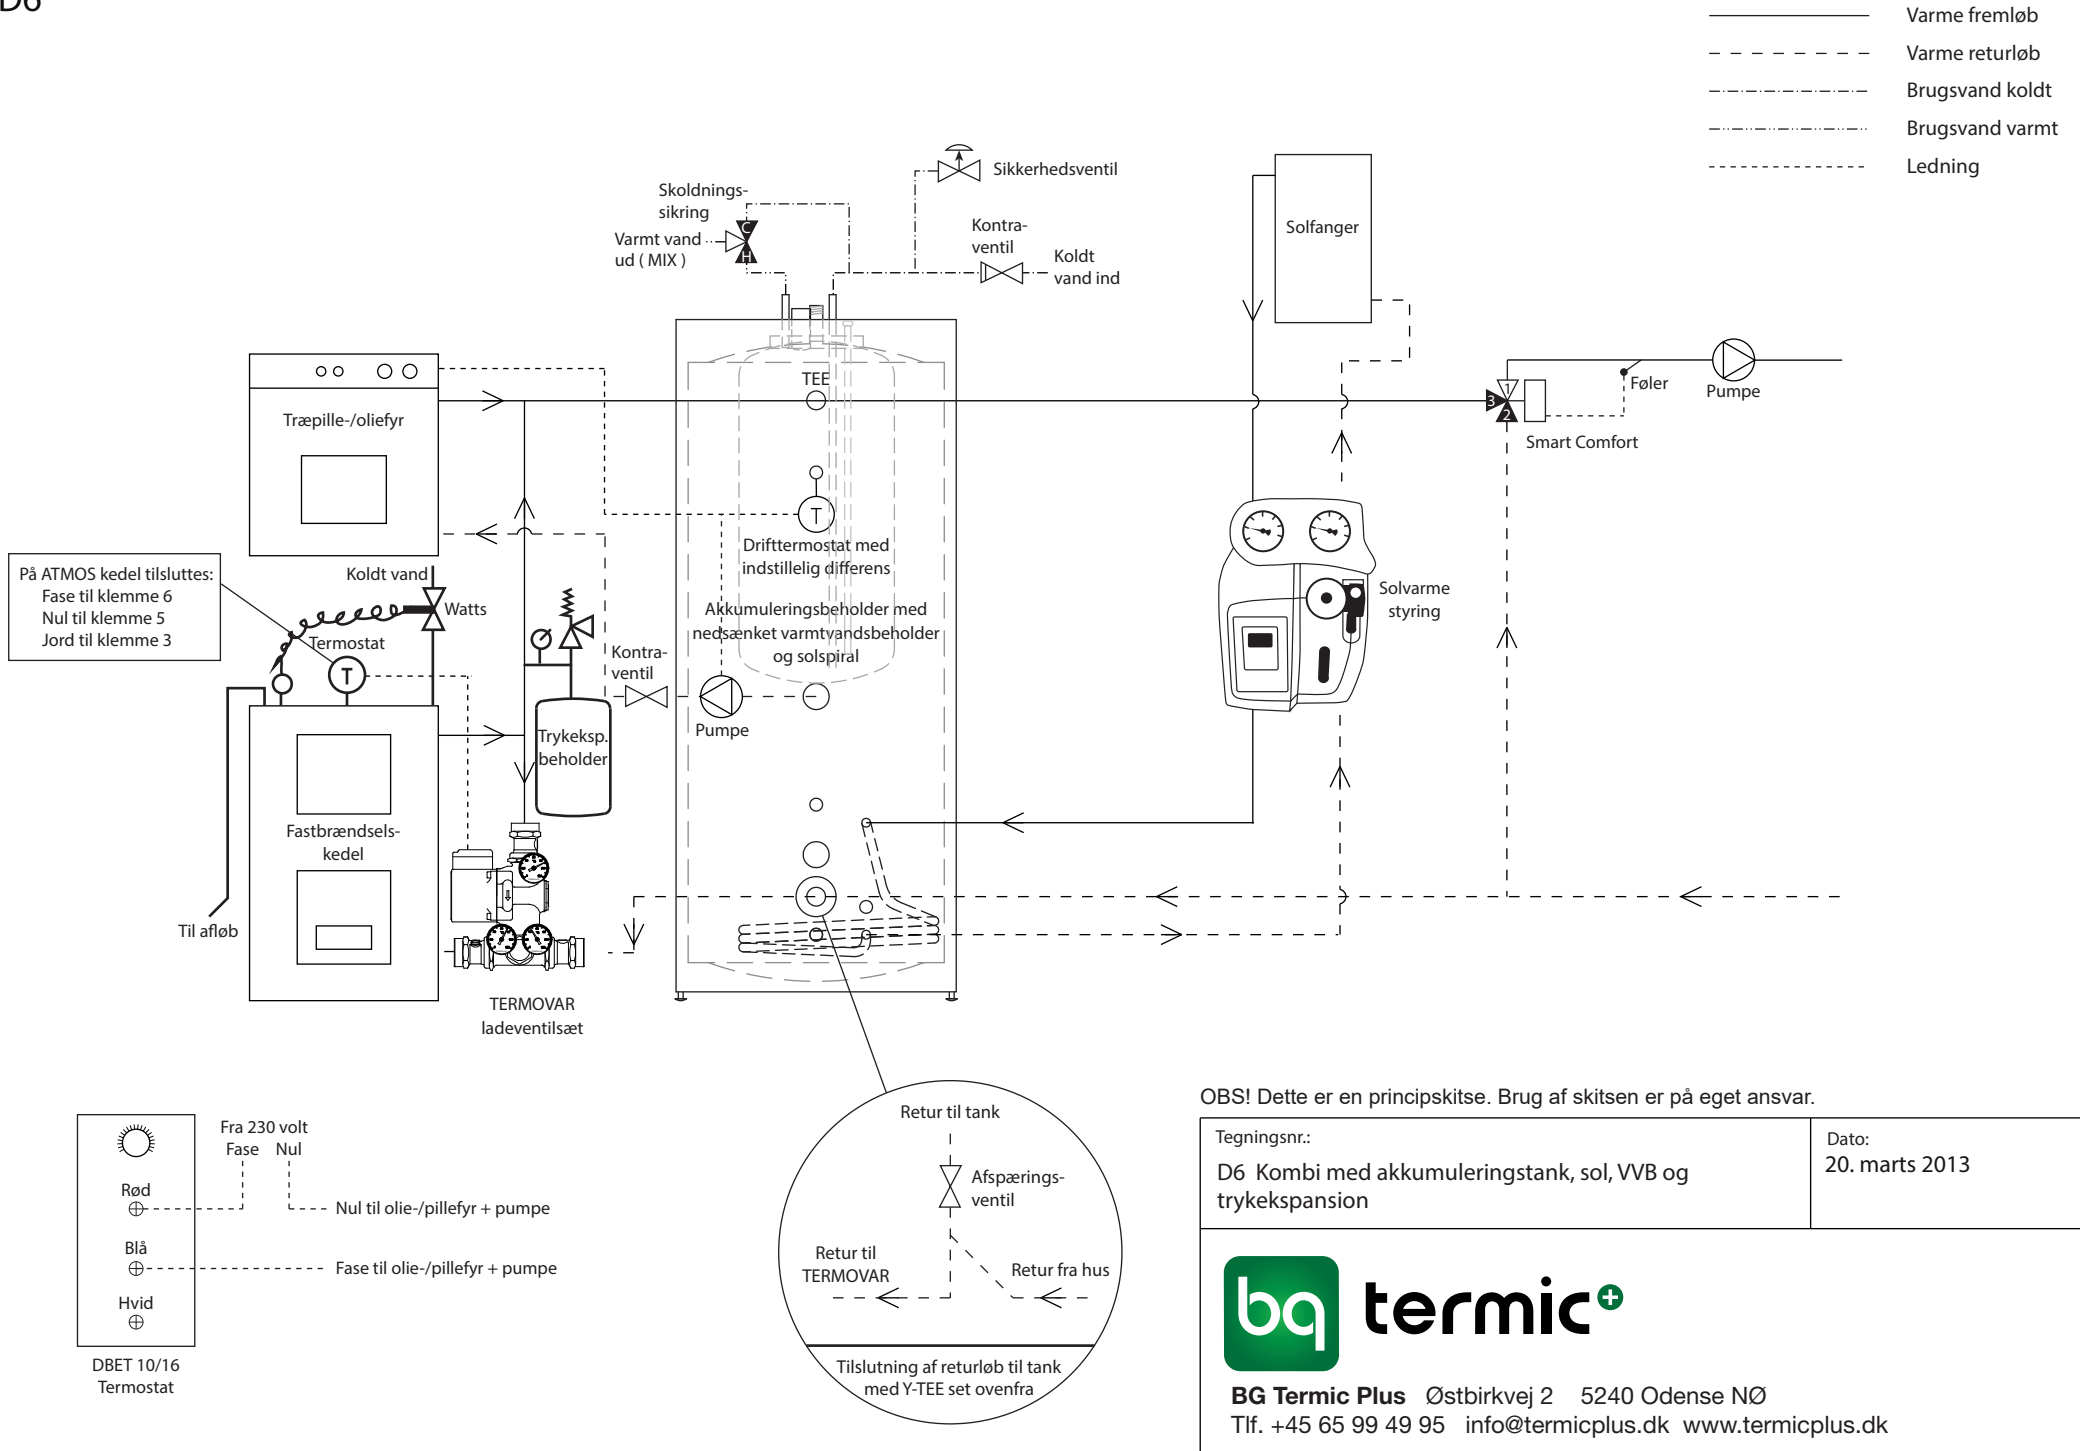 D6
Varme fremløb
Varme returløb
Brugsvand koldt
Brugsvand varmt
Ledning
Sikkerhedsventil
Skoldnings-
sikring
Varmt vand
ud ( MIX )
C
H
Kontra-
ventil
Koldt
vand ind
Solfanger
TEE
Træpille-/oliefyr
1
3
2
Føler
Pumpe
Smart Comfort
T
Drifttermostat med
indstillelig differens
Akkumuleringsbeholder med
nedsænket varmtvandsbeholder
og solspiral
På ATMOS kedel tilsluttes:
Fase til klemme 6
Nul til klemme 5
Jord til klemme 3
Koldt vand
Watts
Termostat
T
Kontra-
ventil
Pumpe
Solvarme
styring
Trykeksp.
beholder
Fastbrændsels-
kedel
Til afløb
TERMOVAR
ladeventilsæt
Fra 230 volt
Fase Nul
Rød
Nul til olie-/pillefyr + pumpe
Blå
Fase til olie-/pillefyr + pumpe
Hvid
DBET 10/16
Termostat
Retur til tank
Afspærings-
ventil
Retur til
TERMOVAR
Retur fra hus
Tilslutning af returløb til tank
med Y-TEE set ovenfra
OBS! Dette er en principskitse. Brug af skitsen er på eget ansvar.
Tegningsnr.:
D6 Kombi med akkumuleringstank, sol, VVB og
trykekspansion
Dato:
20. marts 2013
bg termic+
BG Termic Plus Østbirkvej 2 5240 Odense NØ
Tlf. +45 65 99 49 95 info@termicplus.dk www.termicplus.dk